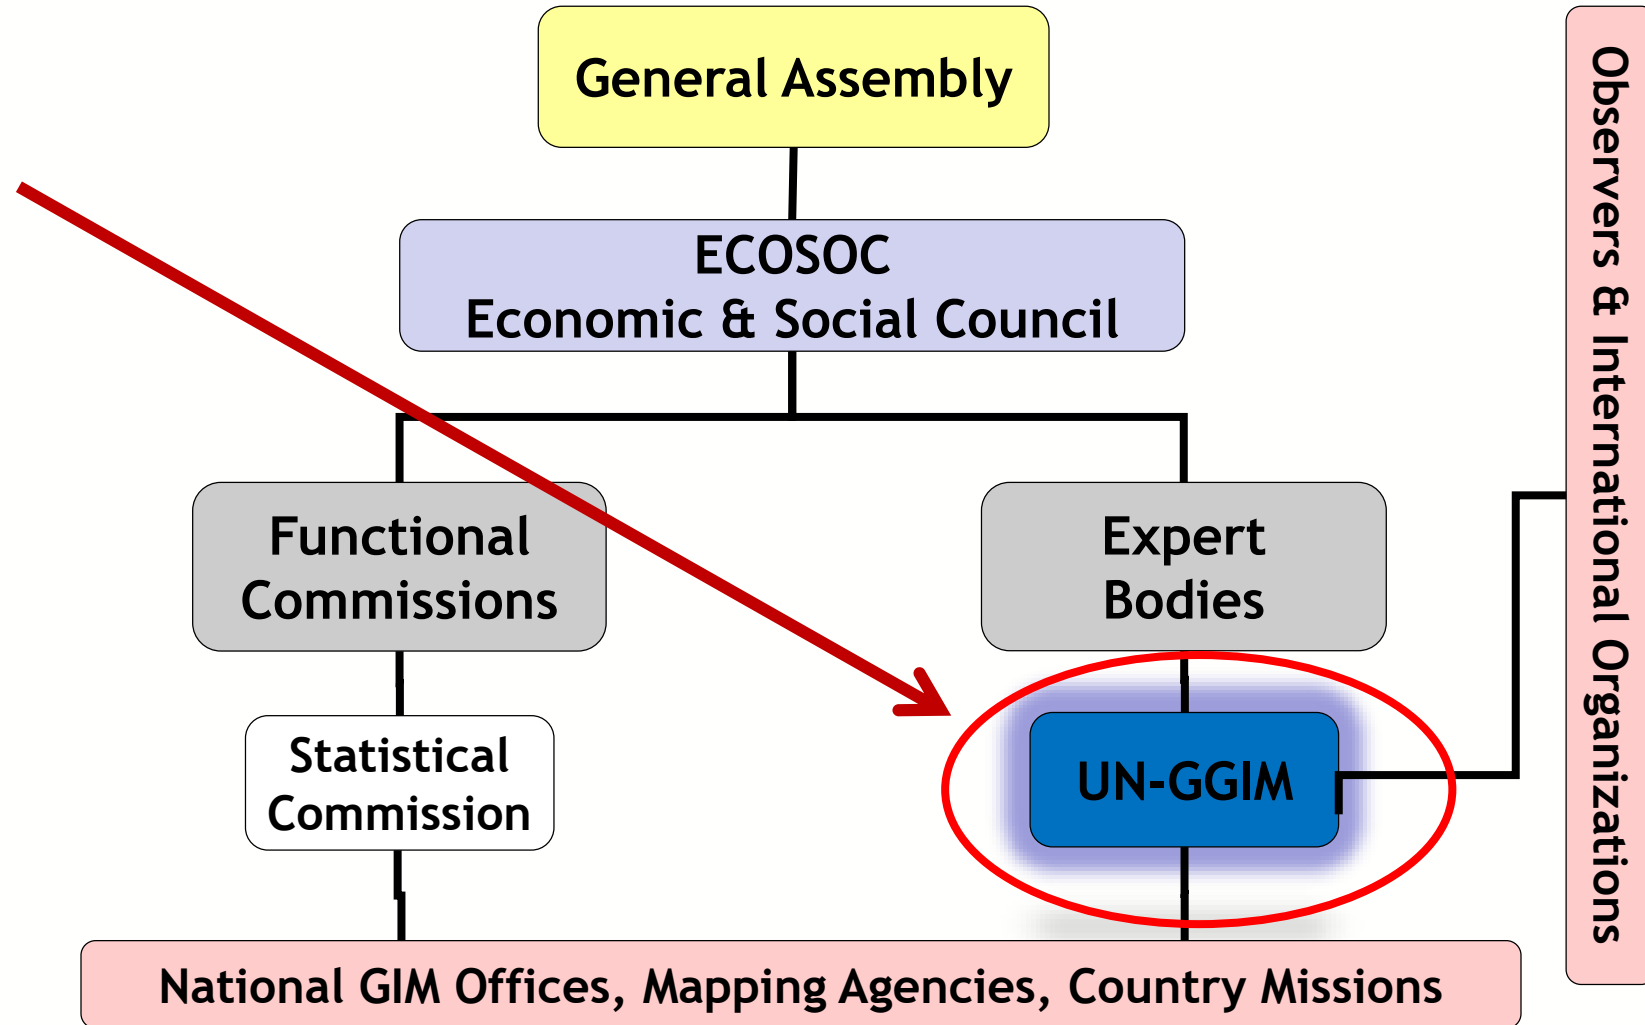 General Assembly
ECOSOC
Economic & Social Council
Functional
Commissions
Expert
Bodies
Statistical
Commission
UN-GGIM
National GIM Offices, Mapping Agencies, Country Missions
Observers & International Organizations